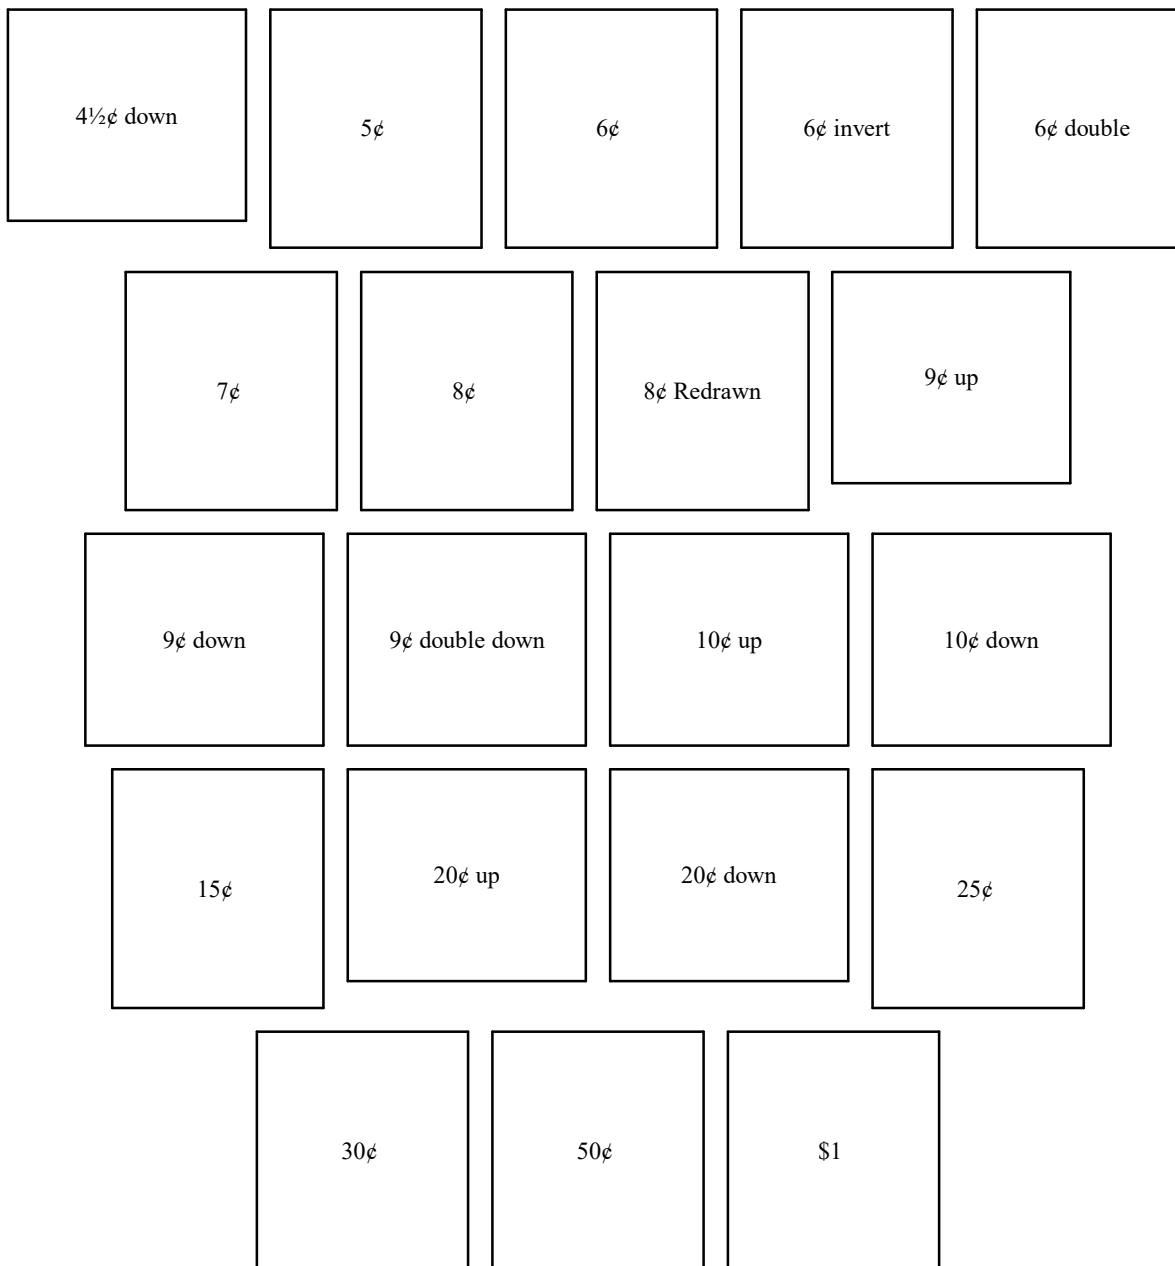 4½¢ down
5¢
6¢
6¢ invert
6¢ double
7¢
8¢
8¢ Redrawn
9¢ up
9¢ down
9¢ double down
10¢ up
10¢ down
15¢
20¢ up
20¢ down
25¢
30¢
50¢
$1